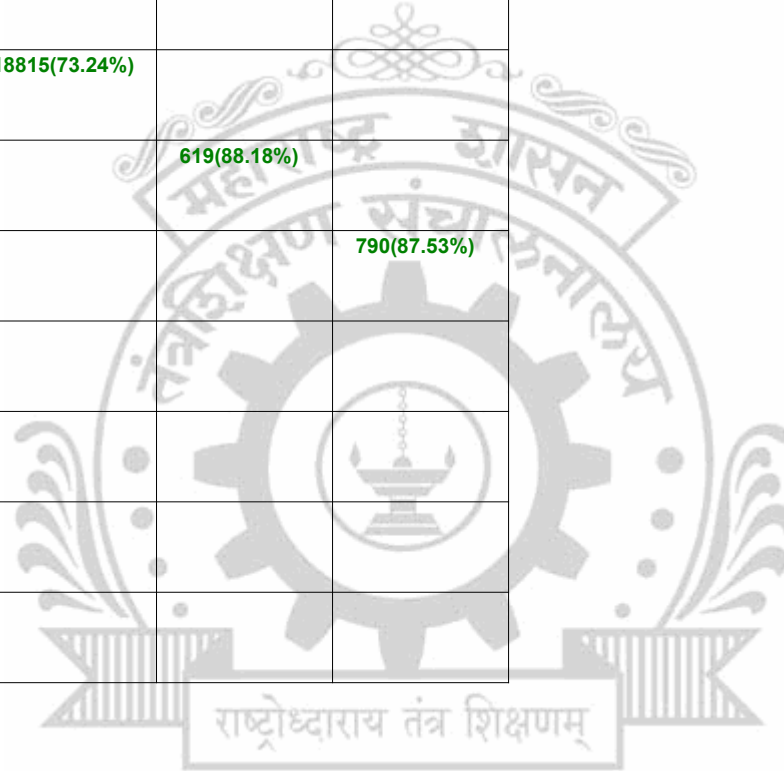 8815(73.24%)
महाराष्ट्र शासन
619(88.18%)
तंत्रशिक्षण संचालनालय
790(87.53%)
राष्ट्रोध्दाराय तंत्र शिक्षणम्